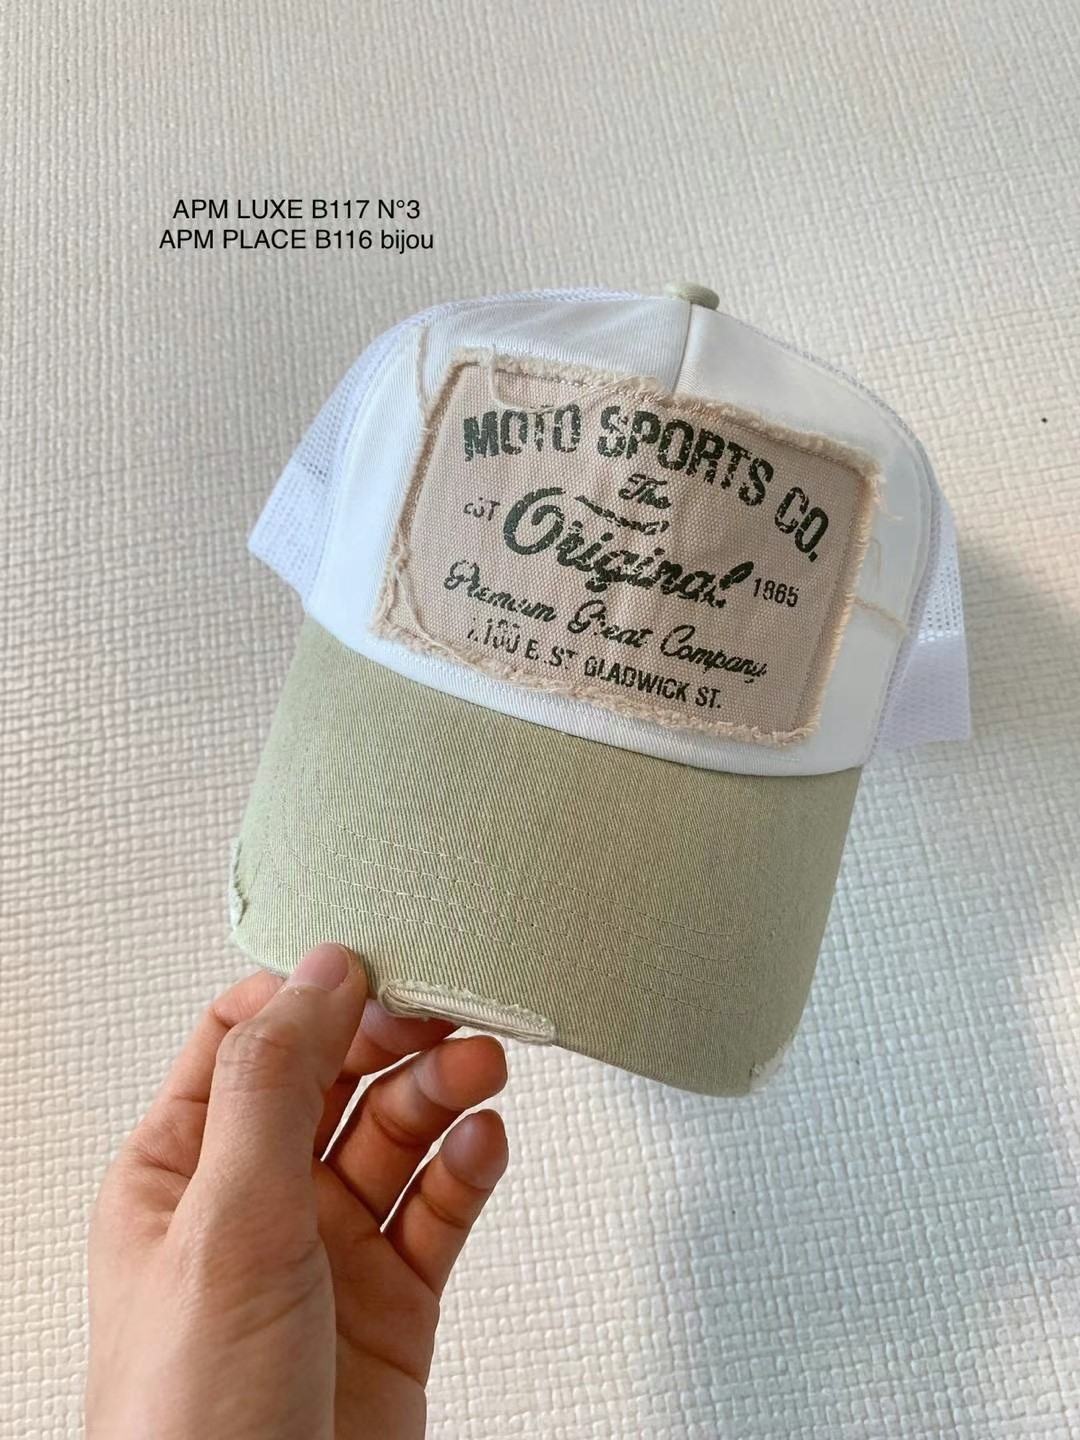 APM LUXE B117 N°3
APM PLACE B116 bijou
MOTO SPORTS CO.
The
EST Original 1865
Premium Great Company
E. ST GLADWICK ST.